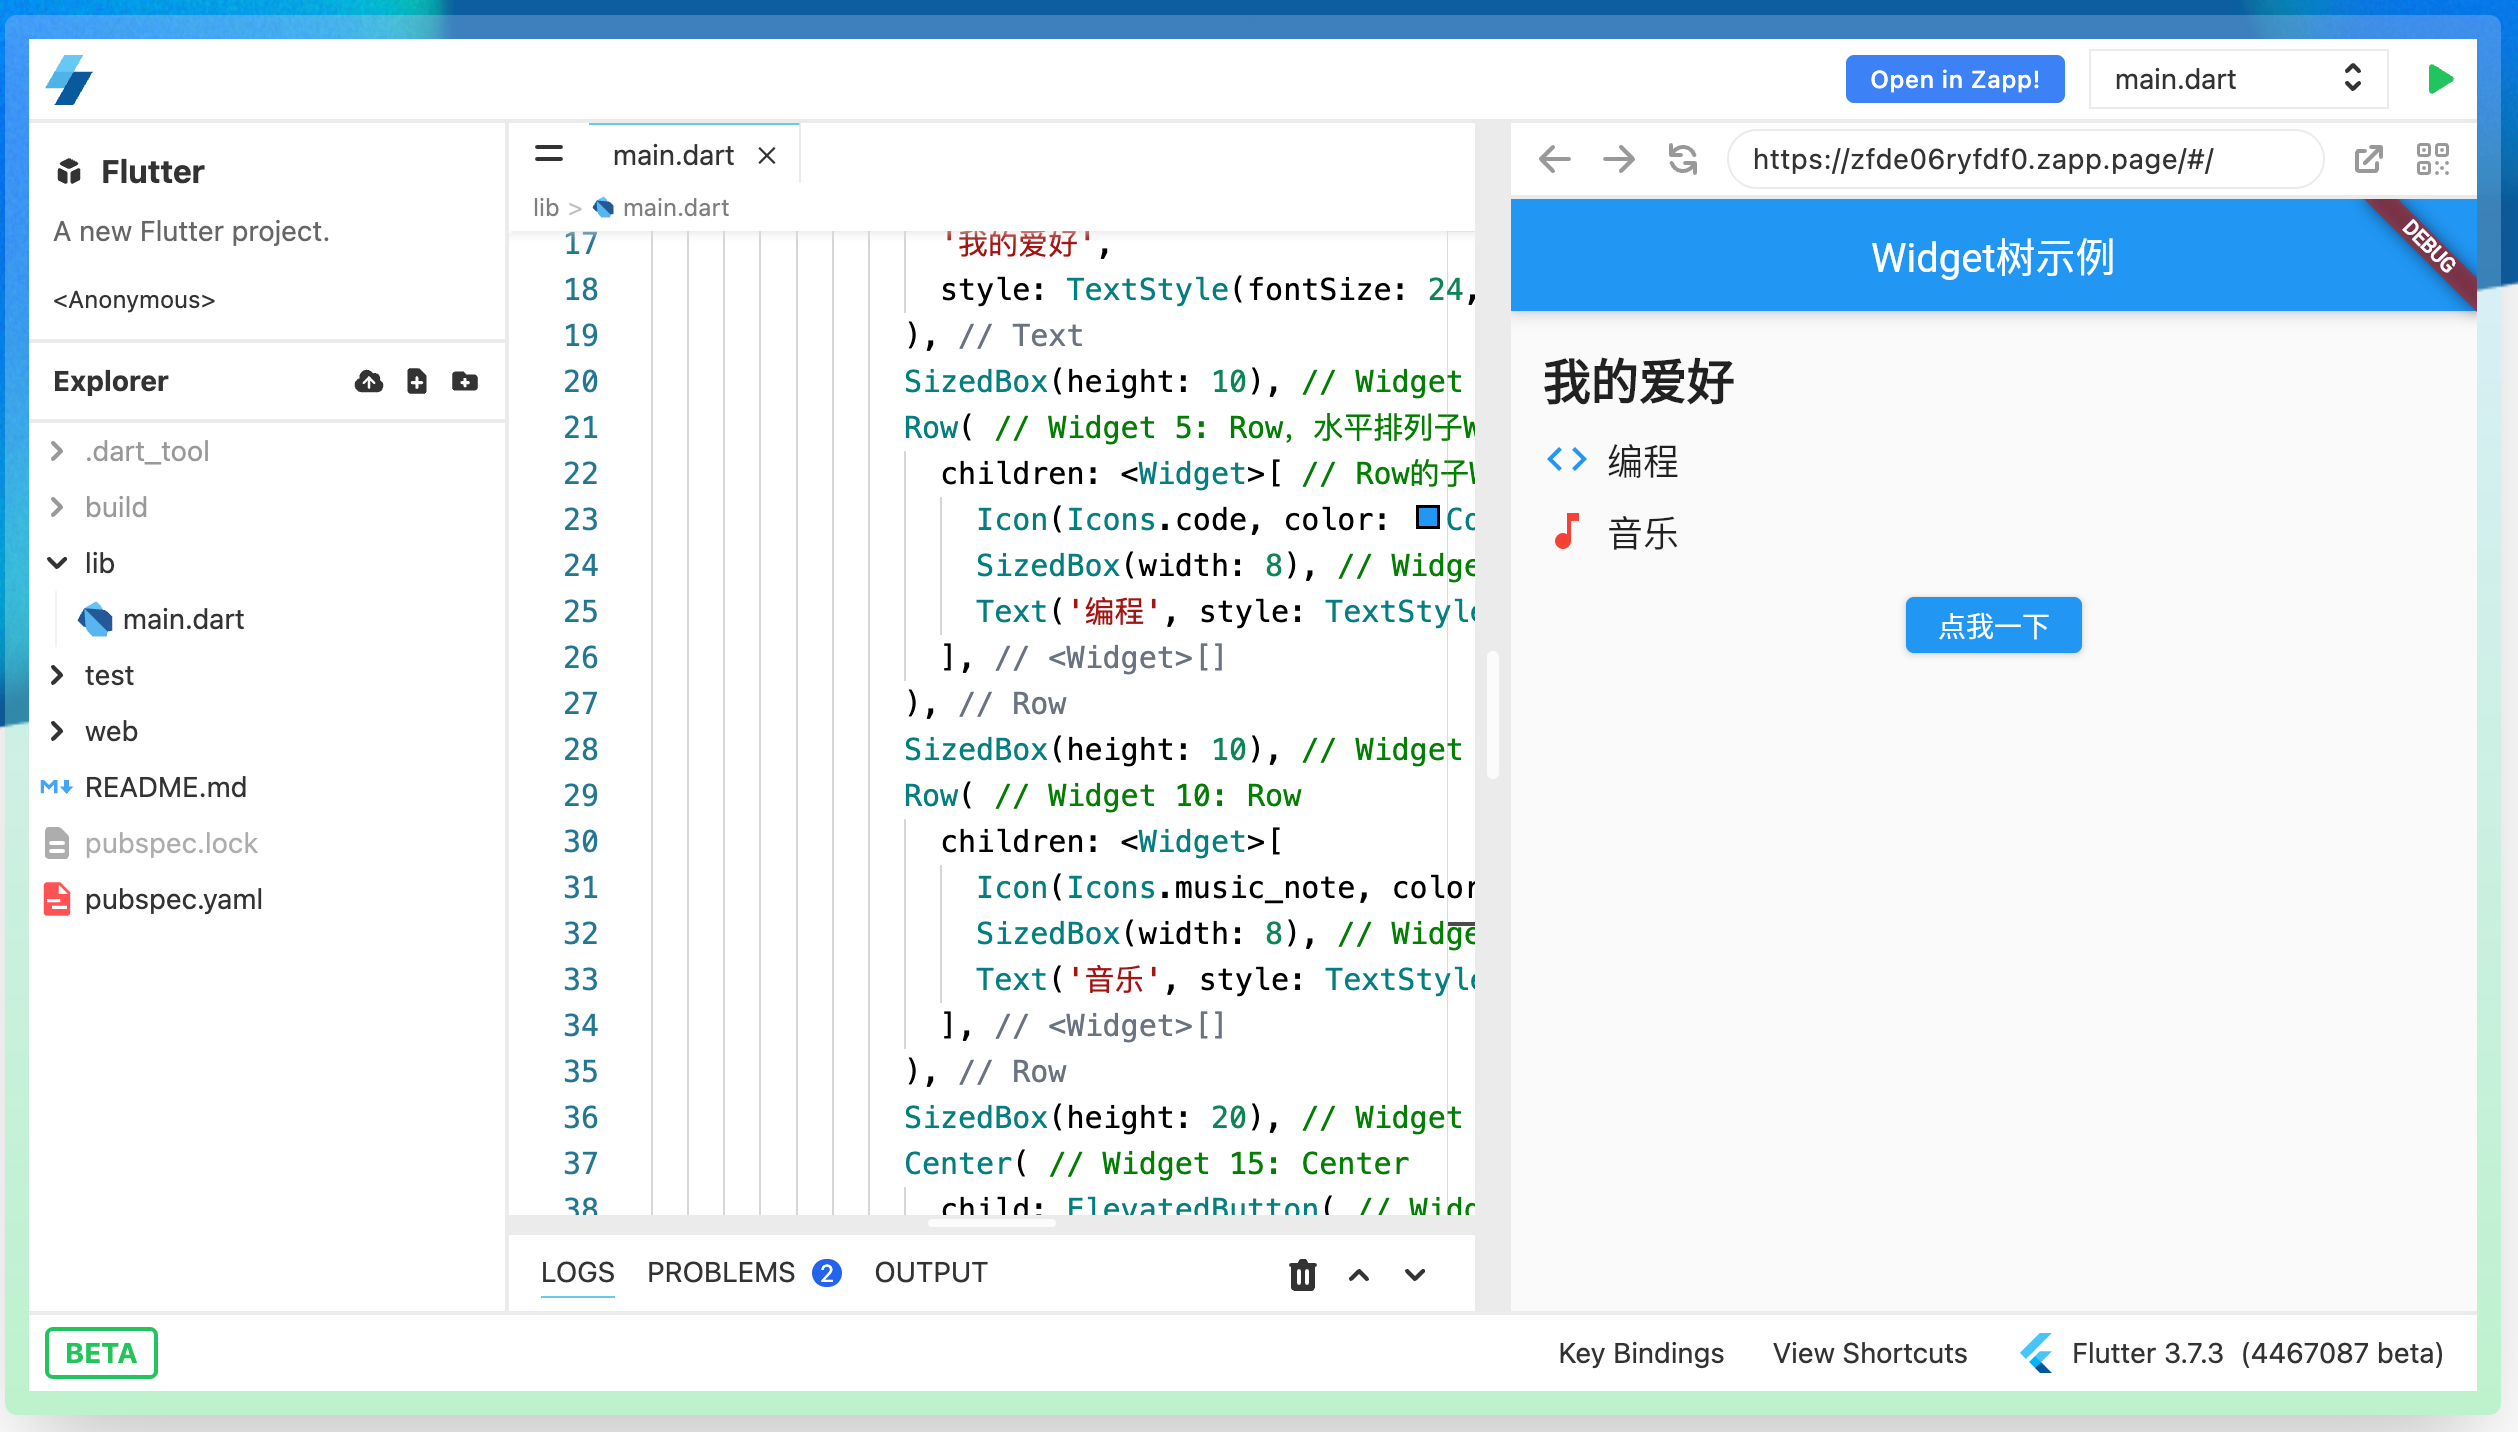 Open in Zapp!
main.dart
Flutter
A new Flutter project.
<Anonymous>
Explorer
.dart_tool
build
lib
main.dart
test
web
README.md
pubspec.lock
pubspec.yaml
main.dart
lib > main.dart
17 '我的爱好',
18 style: TextStyle(fontSize: 24,
19 ), // Text
20 SizedBox(height: 10), // Widget
21 Row( // Widget 5: Row, 水平排列子W
22 children: <Widget>[ // Row的子W
23 Icon(Icons.code, color: Co
24 SizedBox(width: 8), // Widge
25 Text('编程', style: TextStyle
26 ], // <Widget>[]
27 ), // Row
28 SizedBox(height: 10), // Widget
29 Row( // Widget 10: Row
30 children: <Widget>[
31 Icon(Icons.music_note, color
32 SizedBox(width: 8), // Widge
33 Text('音乐', style: TextStyle
34 ], // <Widget>[]
35 ), // Row
36 SizedBox(height: 20), // Widget
37 Center( // Widget 15: Center
38 child: ElevatedButton( // Widg
LOGS PROBLEMS 2 OUTPUT
https://zfde06ryfdf0.zapp.page/#/
Widget树示例
DEBUG
我的爱好
编程
音乐
点我一下
BETA
Key Bindings View Shortcuts Flutter 3.7.3 (4467087 beta)